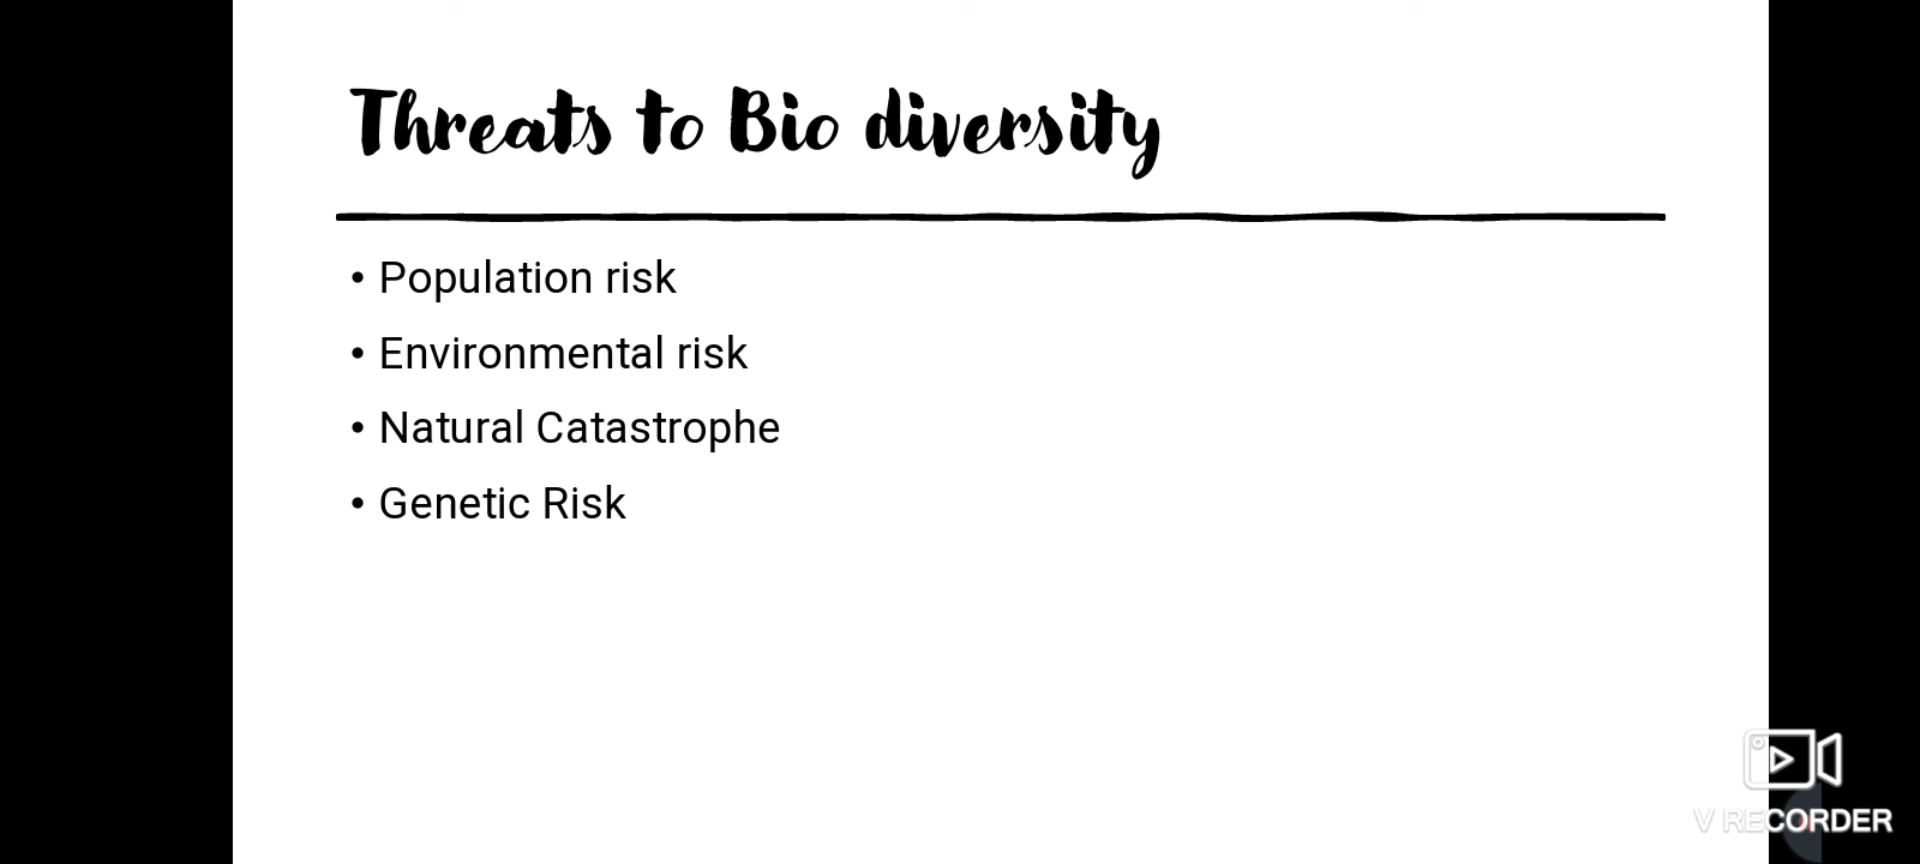 Threats to Bio diversity
• Population risk
• Environmental risk
• Natural Catastrophe
• Genetic Risk
V RECORDER